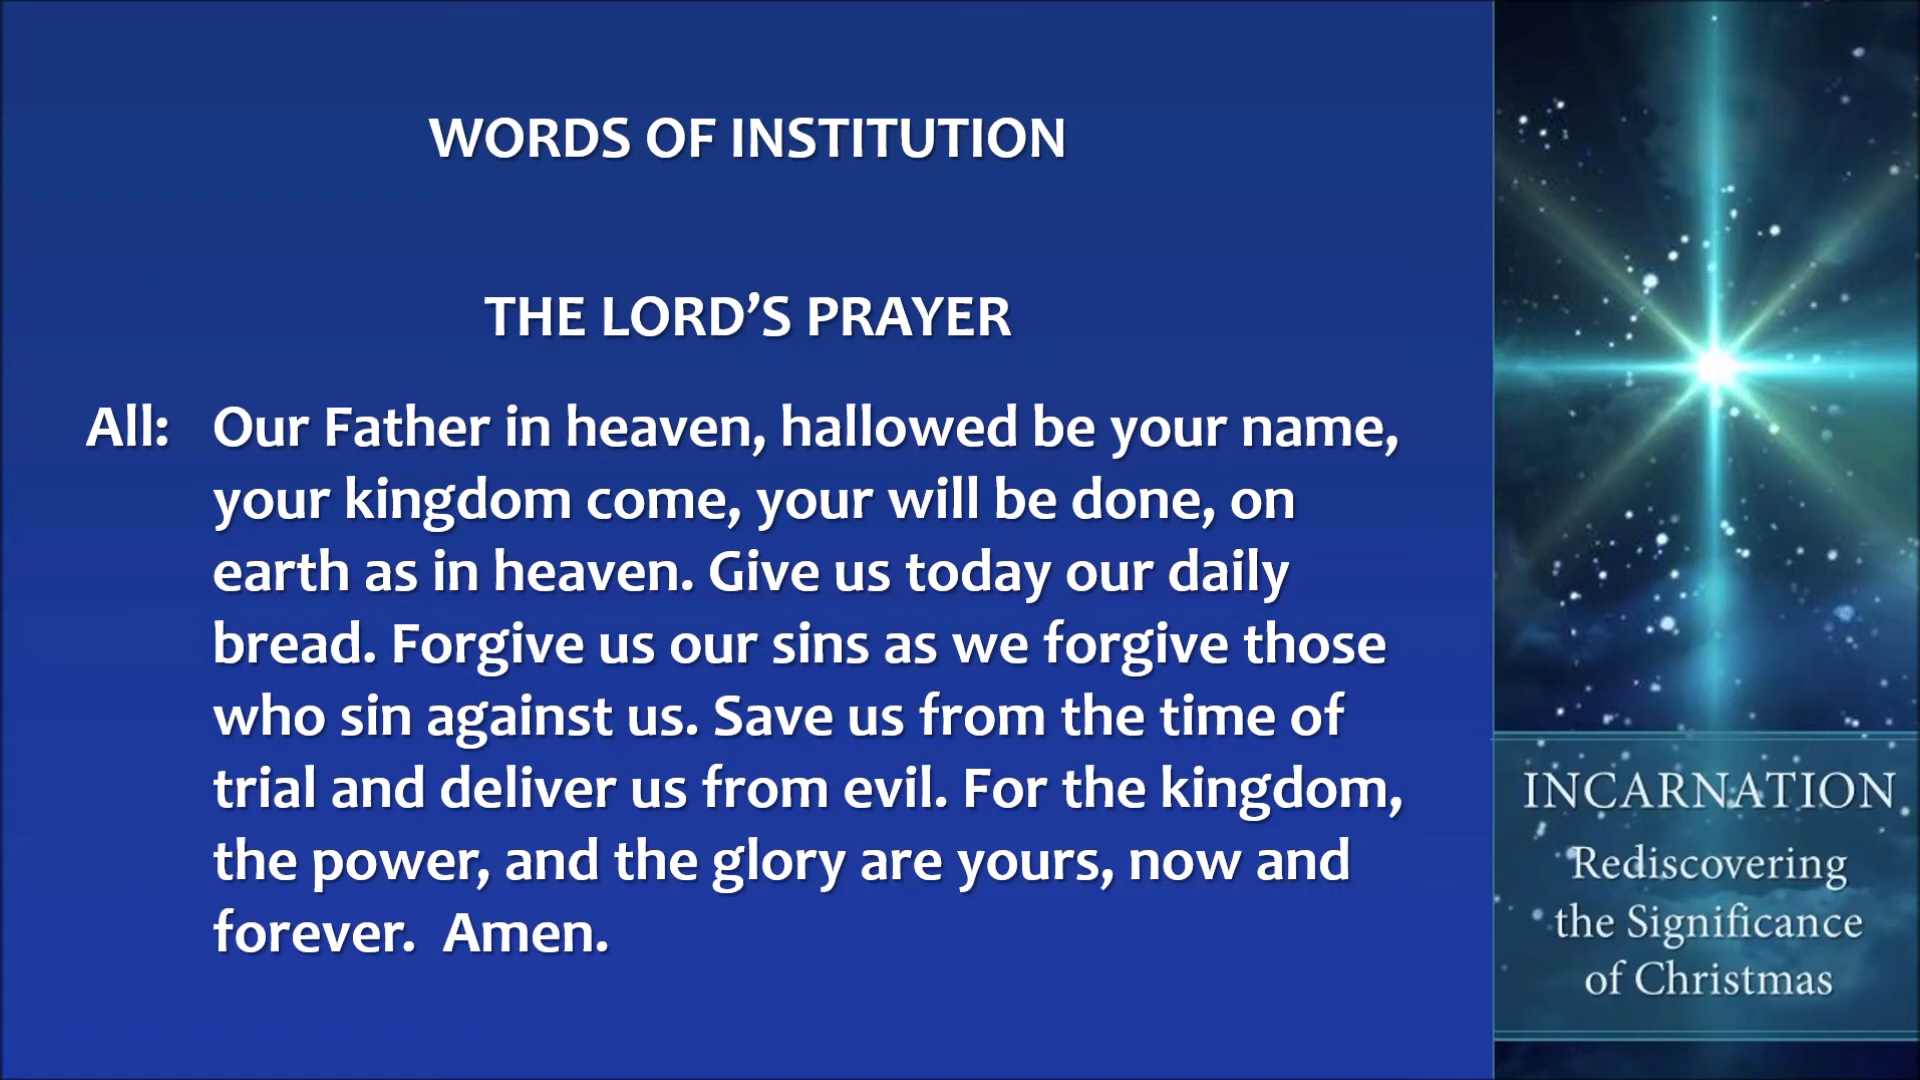 WORDS OF INSTITUTION
THE LORD’S PRAYER
All: Our Father in heaven, hallowed be your name,
your kingdom come, your will be done, on
earth as in heaven. Give us today our daily
bread. Forgive us our sins as we forgive those
who sin against us. Save us from the time of
trial and deliver us from evil. For the kingdom,
the power, and the glory are yours, now and
forever.  Amen.
INCARNATION
Rediscovering
the Significance
of Christmas